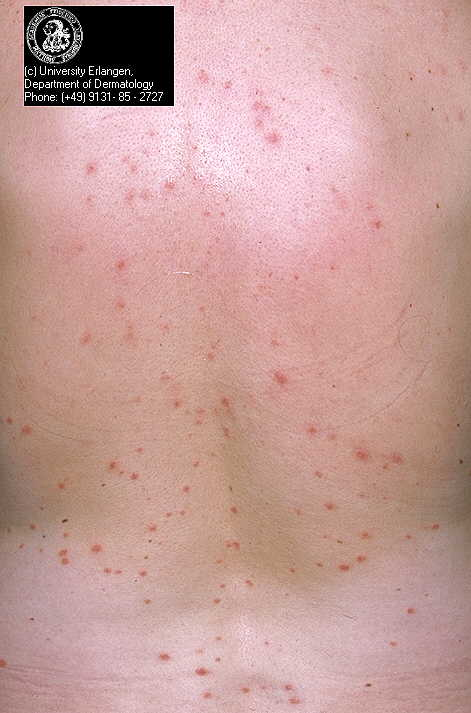 (c) University Erlangen,
Department of Dermatology
Phone: (+49) 9131- 85 - 2727